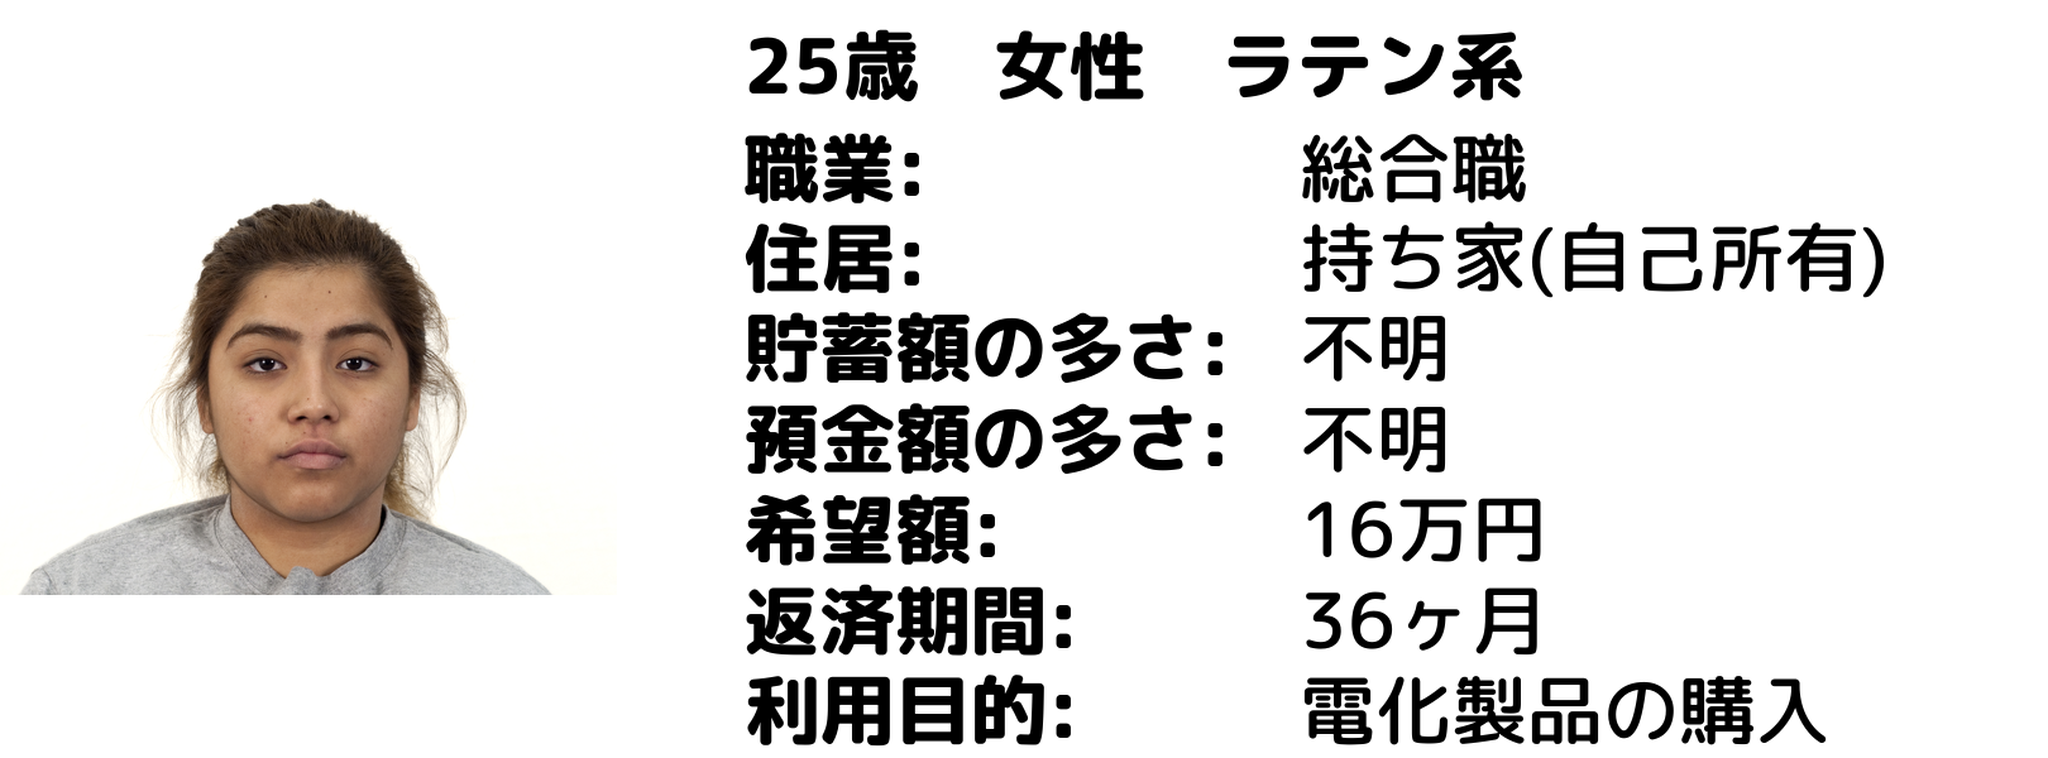 25歳　女性　ラテン系
職業:　総合職
住居:　持ち家(自己所有)
貯蓄額の多さ:　不明
預金額の多さ:　不明
希望額:　16万円
返済期間:　36ヶ月
利用目的:　電化製品の購入